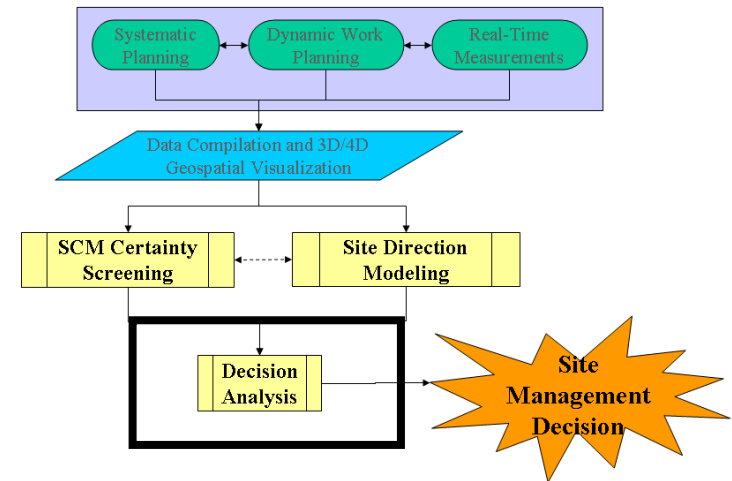 Systematic
Planning
Dynamic Work
Planning
Real-Time
Measurements
Data Compilation and 3D/4D
Geospatial Visualization
SCM Certainty
Screening
Site Direction
Modeling
Decision
Analysis
Site
Management
Decision